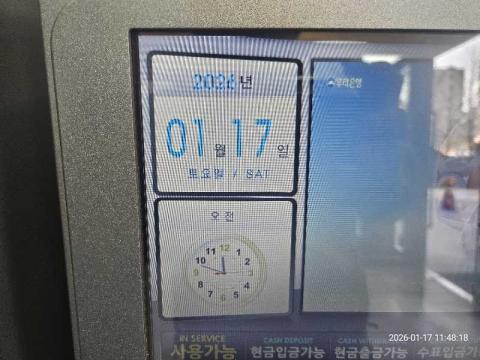 2026년
01월 17일
토요일 / SAT
우리은행
오전
12
1
2
3
4
5
6
7
8
9
10
11
IN SERVICE
사용가능
CASH DEPOSIT
현금입금가능
CASH WITHD
현금출금가능
수표입금가
2026-01-17 11:48:18